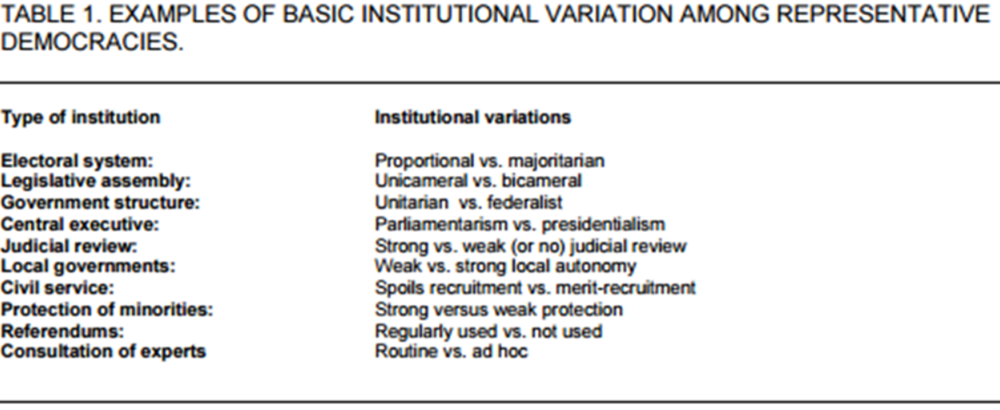 TABLE 1. EXAMPLES OF BASIC INSTITUTIONAL VARIATION AMONG REPRESENTATIVE
DEMOCRACIES.
Type of institution Institutional variations
Electoral system: Proportional vs. majoritarian
Legislative assembly: Unicameral vs. bicameral
Government structure: Unitarian vs. federalist
Central executive: Parliamentarism vs. presidentialism
Judicial review: Strong vs. weak (or no) judicial review
Local governments: Weak vs. strong local autonomy
Civil service: Spoils recruitment vs. merit-recruitment
Protection of minorities: Strong versus weak protection
Referendums: Regularly used vs. not used
Consultation of experts Routine vs. ad hoc